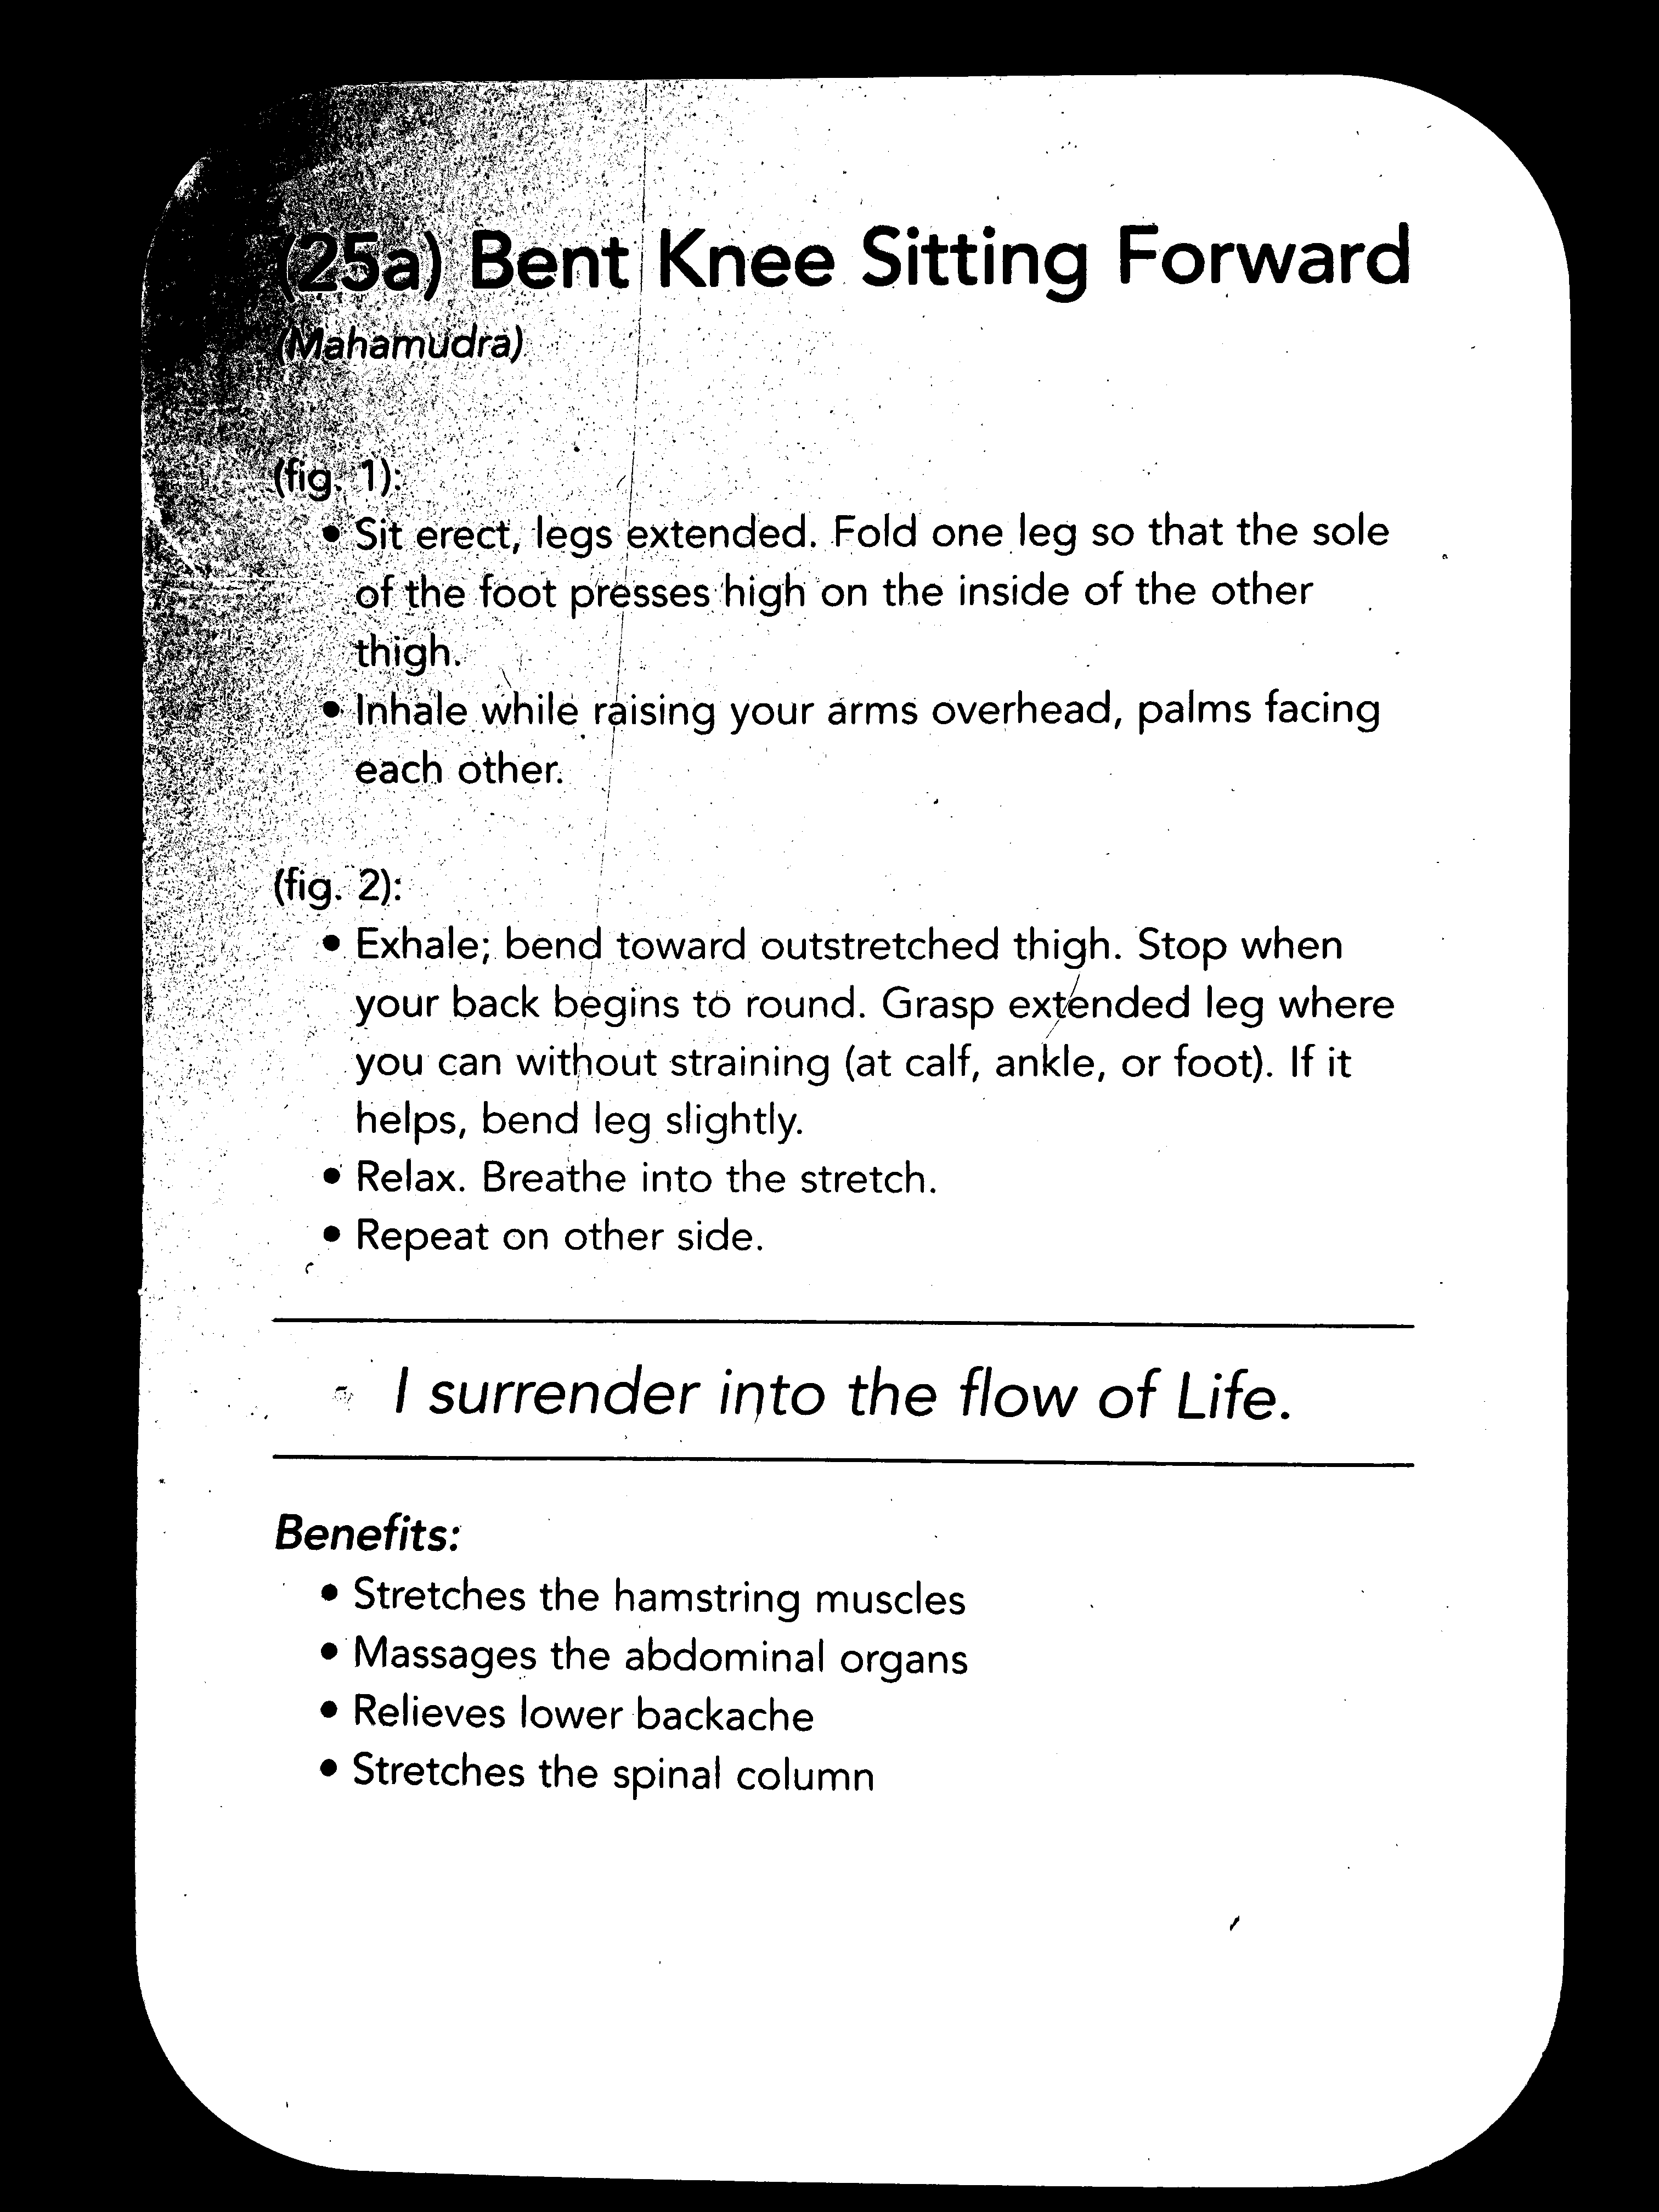 (25a) Bent Knee Sitting Forward
(Mahamudra)
(fig. 1):
• Sit erect, legs extended. Fold one leg so that the sole
of the foot presses high on the inside of the other
thigh.
• Inhale while raising your arms overhead, palms facing
each other.
(fig. 2):
• Exhale; bend toward outstretched thigh. Stop when
your back begins to round. Grasp extended leg where
you can without straining (at calf, ankle, or foot). If it
helps, bend leg slightly.
• Relax. Breathe into the stretch.
• Repeat on other side.
I surrender into the flow of Life.
Benefits:
• Stretches the hamstring muscles
• Massages the abdominal organs
• Relieves lower backache
• Stretches the spinal column